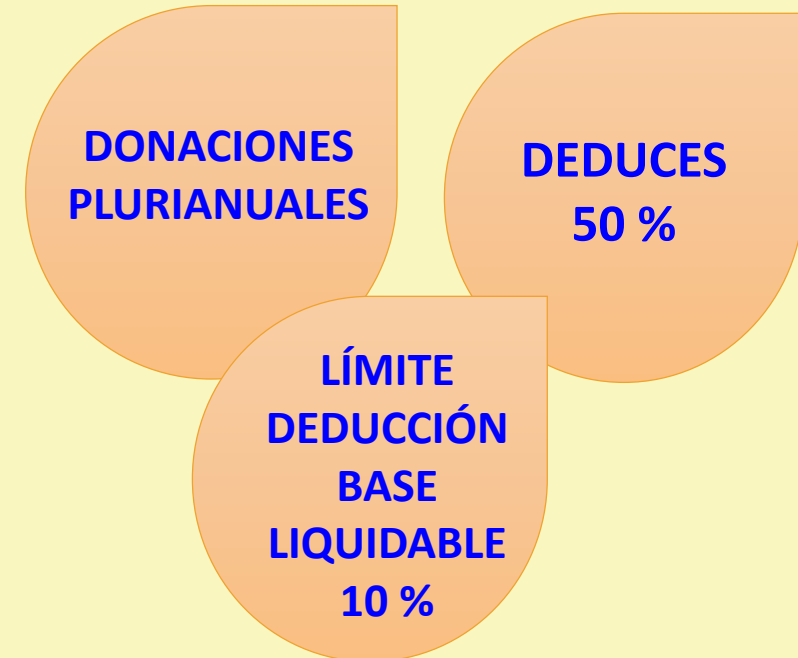 DONACIONES
PLURIANUALES
DEDUCES
50 %
LÍMITE
DEDUCCIÓN
BASE
LIQUIDABLE
10 %